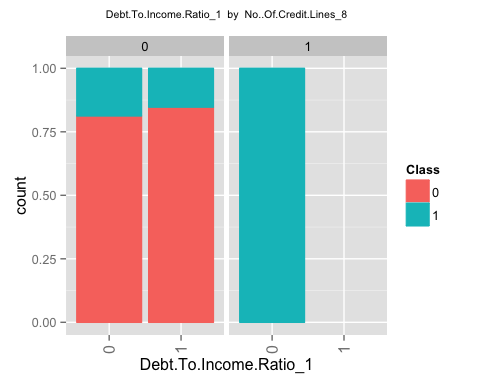 Debt.To.Income.Ratio_1 by No..Of.Credit.Lines_8
0 1
1.00
0.75
0.50
0.25
0.00
count
0 1 0 1
Debt.To.Income.Ratio_1
Class
0
1